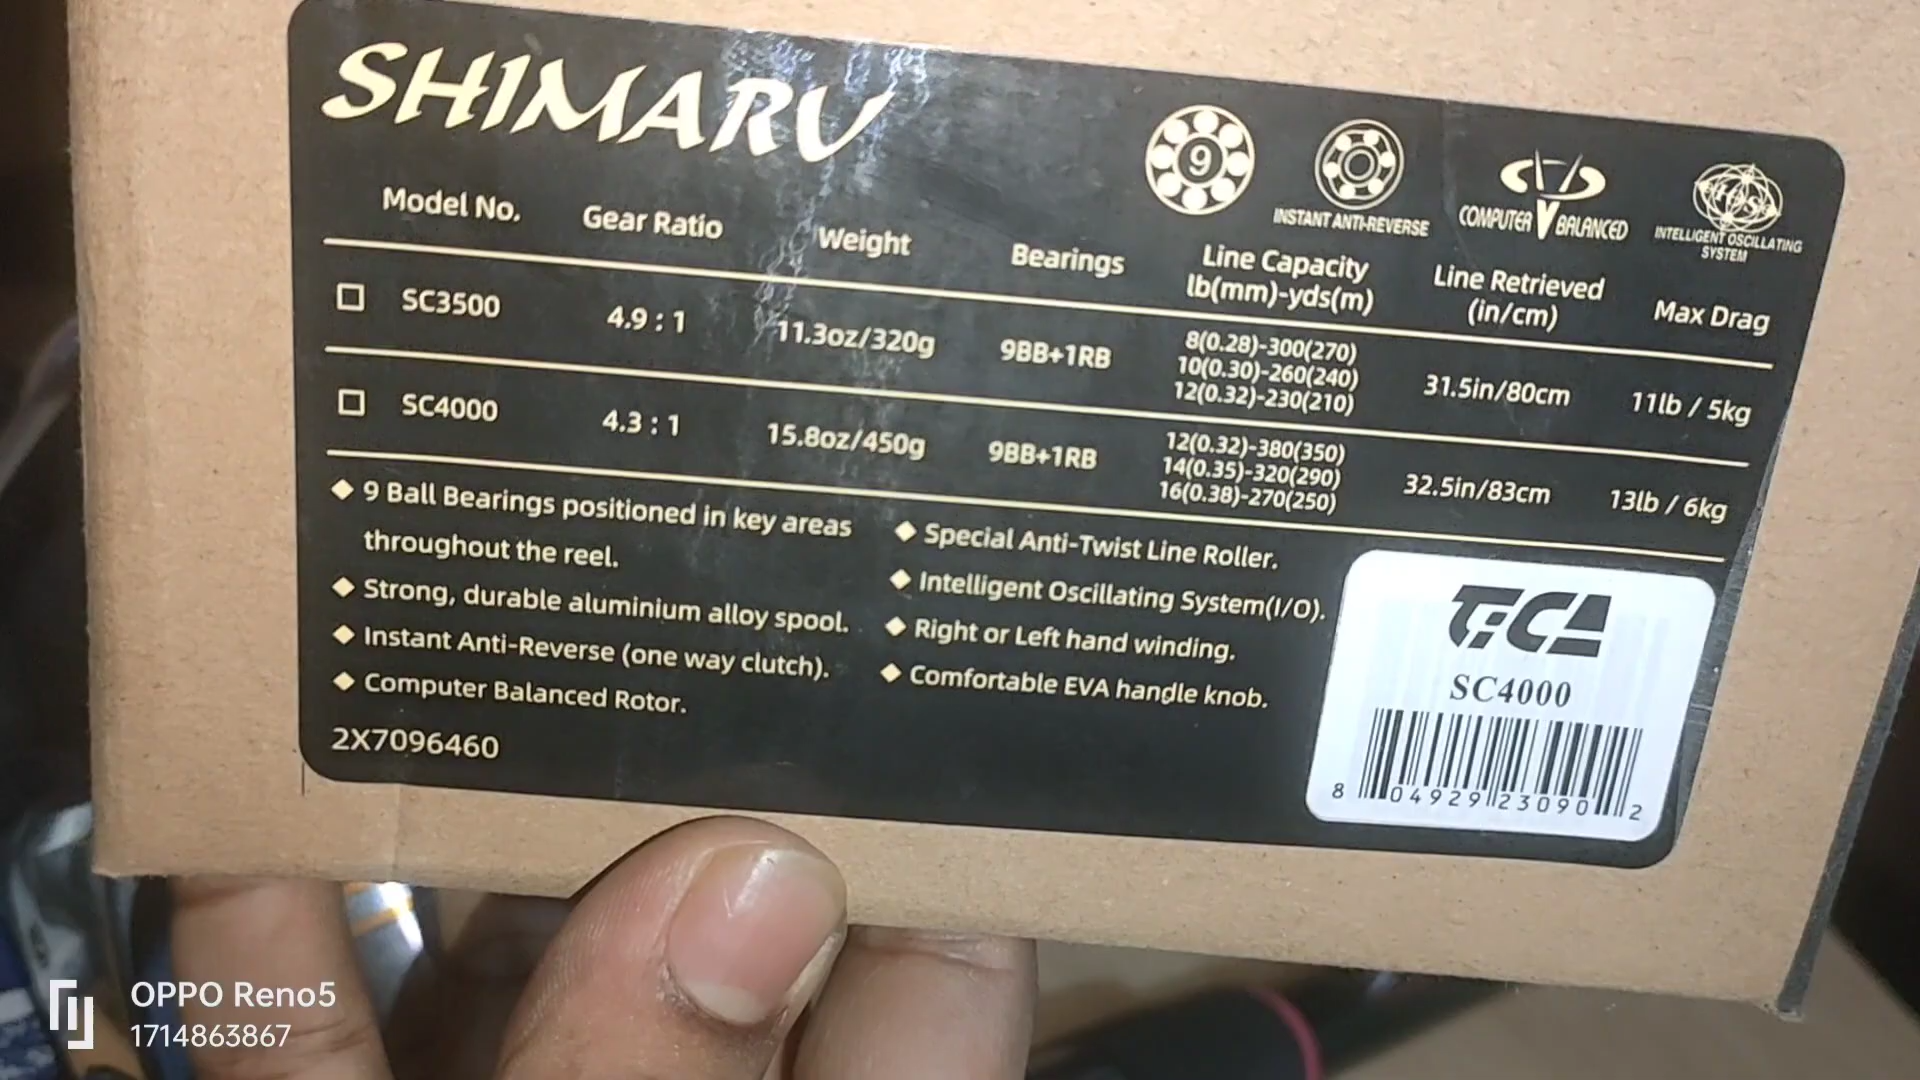 SHIMARU
9
INSTANT ANTI-REVERSE
COMPUTER BALANCED
INTELLIGENT OSCILLATING
SYSTEM
Model No. Gear Ratio Weight Bearings Line Capacity lb(mm)-yds(m) Line Retrieved (in/cm) Max Drag
SC3500 4.9 : 1 11.3oz/320g 9BB+1RB 8(0.28)-300(270) 31.5in/80cm 11lb / 5kg
10(0.30)-260(240)
12(0.32)-230(210)
SC4000 4.3 : 1 15.8oz/450g 9BB+1RB 12(0.32)-380(350) 32.5in/83cm 13lb / 6kg
14(0.35)-320(290)
16(0.38)-270(250)
◆ 9 Ball Bearings positioned in key areas
throughout the reel.
◆ Strong, durable aluminium alloy spool.
◆ Instant Anti-Reverse (one way clutch).
◆ Computer Balanced Rotor.
◆ Special Anti-Twist Line Roller.
◆ Intelligent Oscillating System(I/O).
◆ Right or Left hand winding.
◆ Comfortable EVA handle knob.
2X7096460
TiCA
SC4000
8 04929 23090 2
OPPO Reno5
1714863867